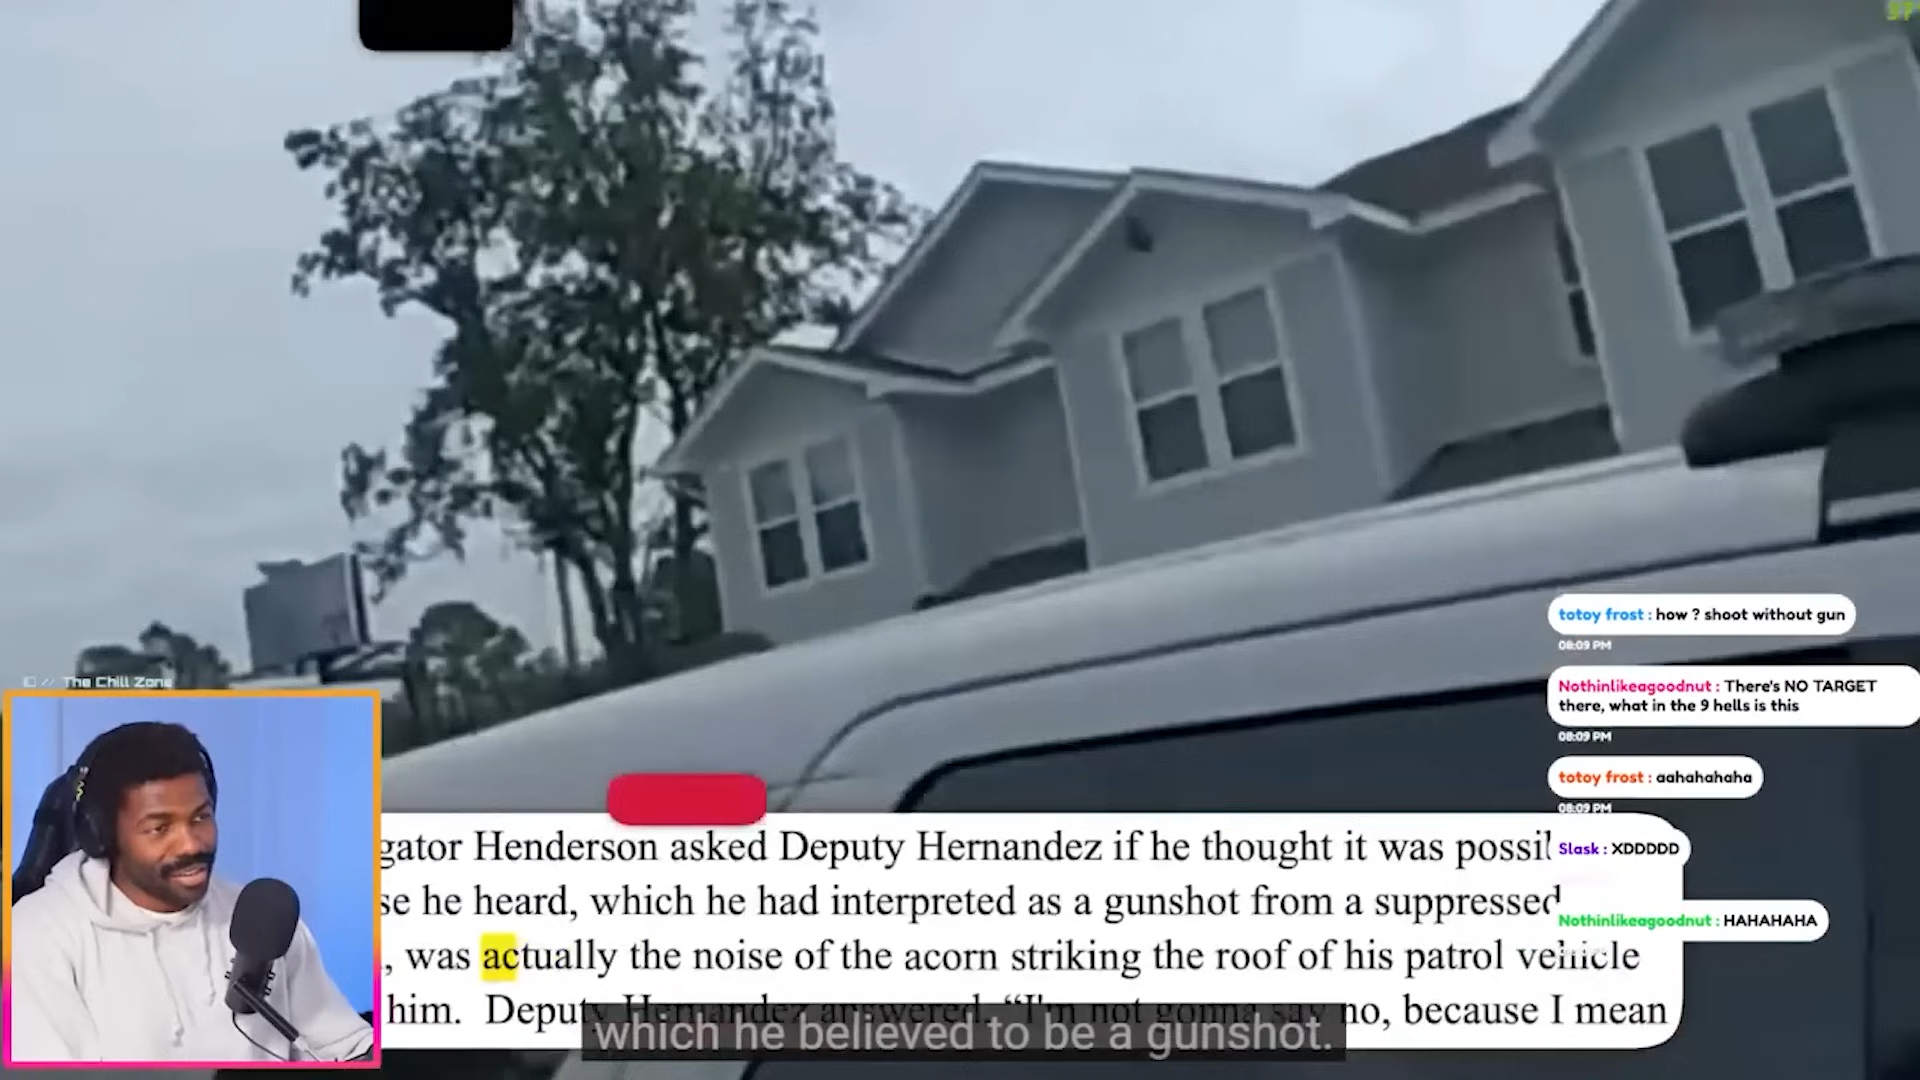 The Chill Zone
totoy frost : how ? shoot without gun
08:09 PM
Nothinlikeagoodnut : There's NO TARGET
there, what in the 9 hells is this
08:09 PM
totoy frost : aahahahaha
08:09 PM
Slask : XDDDDD
Nothinlikeagoodnut : HAHAHAHA
gator Henderson asked Deputy Hernandez if he thought it was possil
se he heard, which he had interpreted as a gunshot from a suppressed
, was actually the noise of the acorn striking the roof of his patrol vehicle
him. Deputy Hernandez answered, “I'm not gonna say no, because I mean
which he believed to be a gunshot.